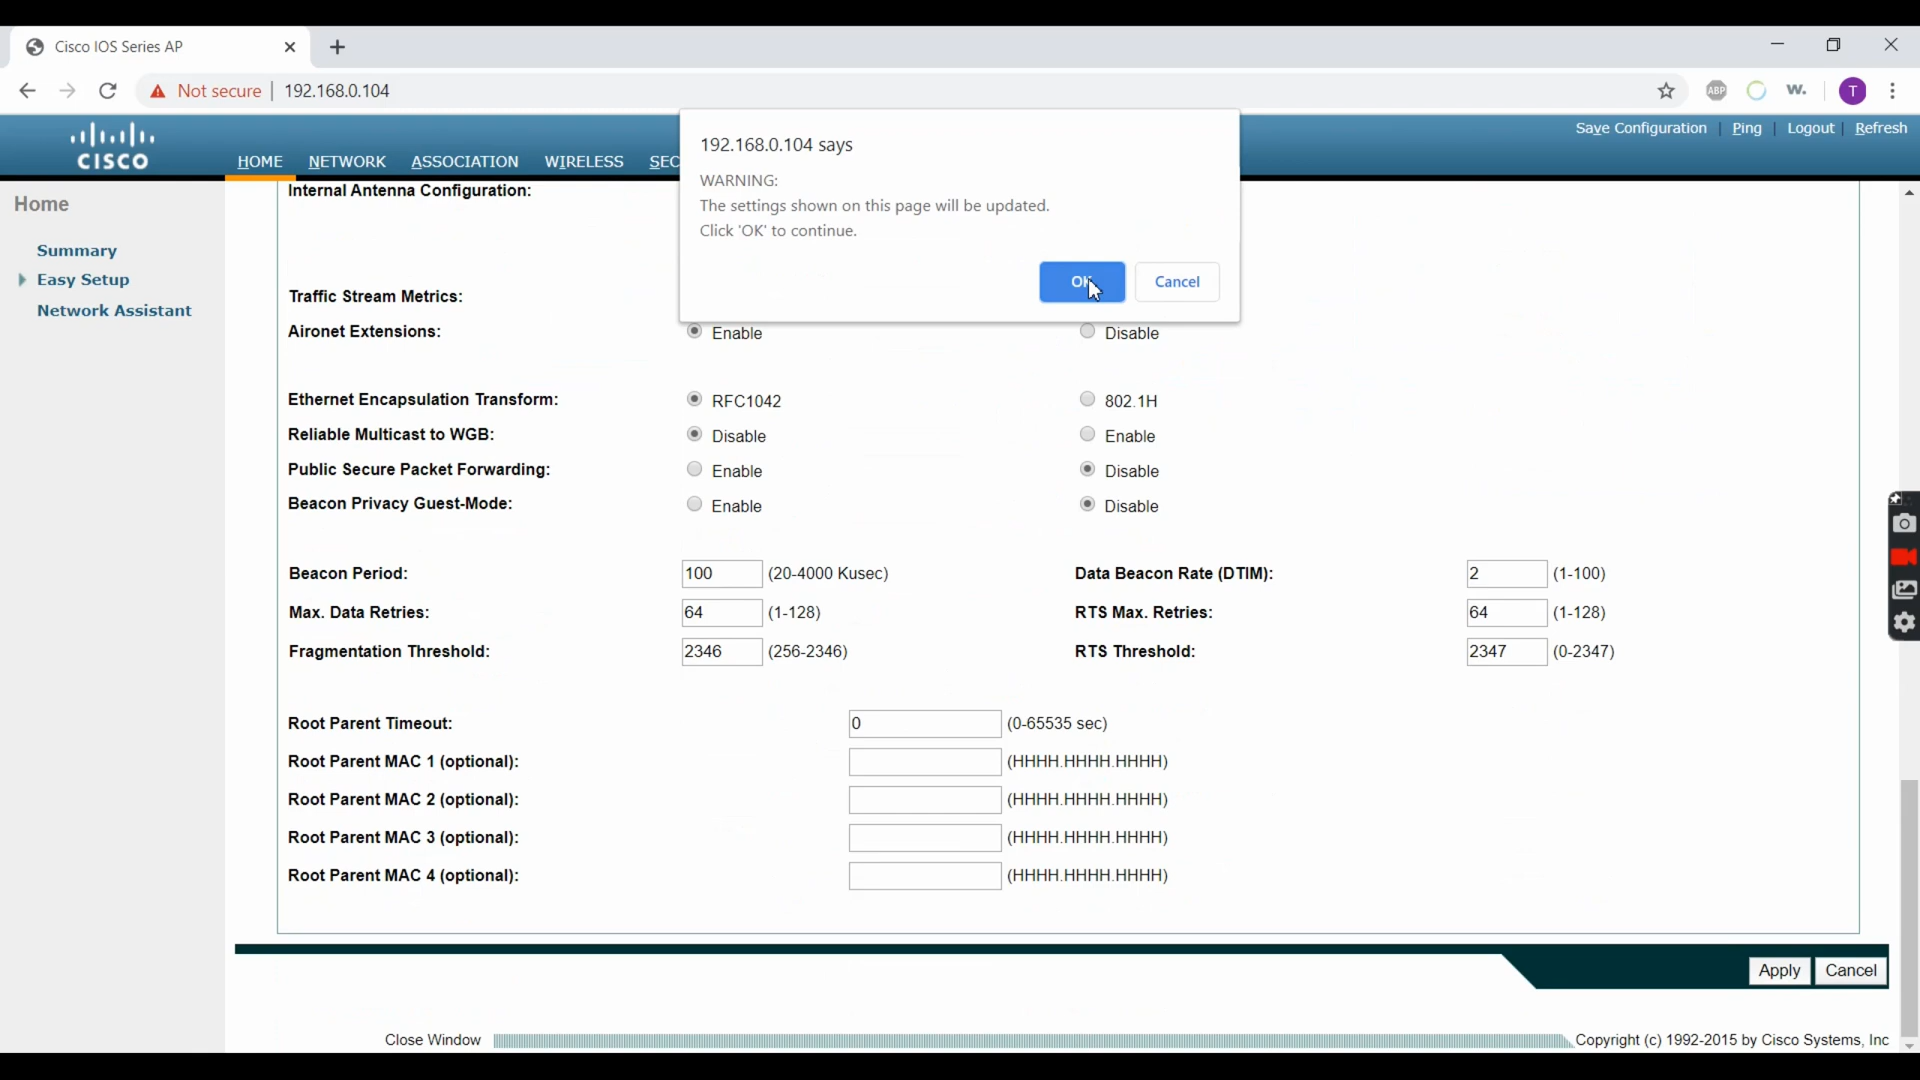 Cisco IOS Series AP
Not secure 192.168.0.104
ABP W. T
CISCO
HOME NETWORK ASSOCIATION WIRELESS SEC
Save Configuration Ping Logout Refresh
192.168.0.104 says
WARNING:
The settings shown on this page will be updated.
Click 'OK' to continue.
OK Cancel
Home
Summary
Easy Setup
Network Assistant
Internal Antenna Configuration:
Traffic Stream Metrics:
Aironet Extensions: Enable Disable
Ethernet Encapsulation Transform: RFC1042 802.1H
Reliable Multicast to WGB: Disable Enable
Public Secure Packet Forwarding: Enable Disable
Beacon Privacy Guest-Mode: Enable Disable
Beacon Period: 100 (20-4000 Kusec) Data Beacon Rate (DTIM): 2 (1-100)
Max. Data Retries: 64 (1-128) RTS Max. Retries: 64 (1-128)
Fragmentation Threshold: 2346 (256-2346) RTS Threshold: 2347 (0-2347)
Root Parent Timeout: 0 (0-65535 sec)
Root Parent MAC 1 (optional): (HHHH.HHHH.HHHH)
Root Parent MAC 2 (optional): (HHHH.HHHH.HHHH)
Root Parent MAC 3 (optional): (HHHH.HHHH.HHHH)
Root Parent MAC 4 (optional): (HHHH.HHHH.HHHH)
Apply Cancel
Close Window Copyright (c) 1992-2015 by Cisco Systems, Inc